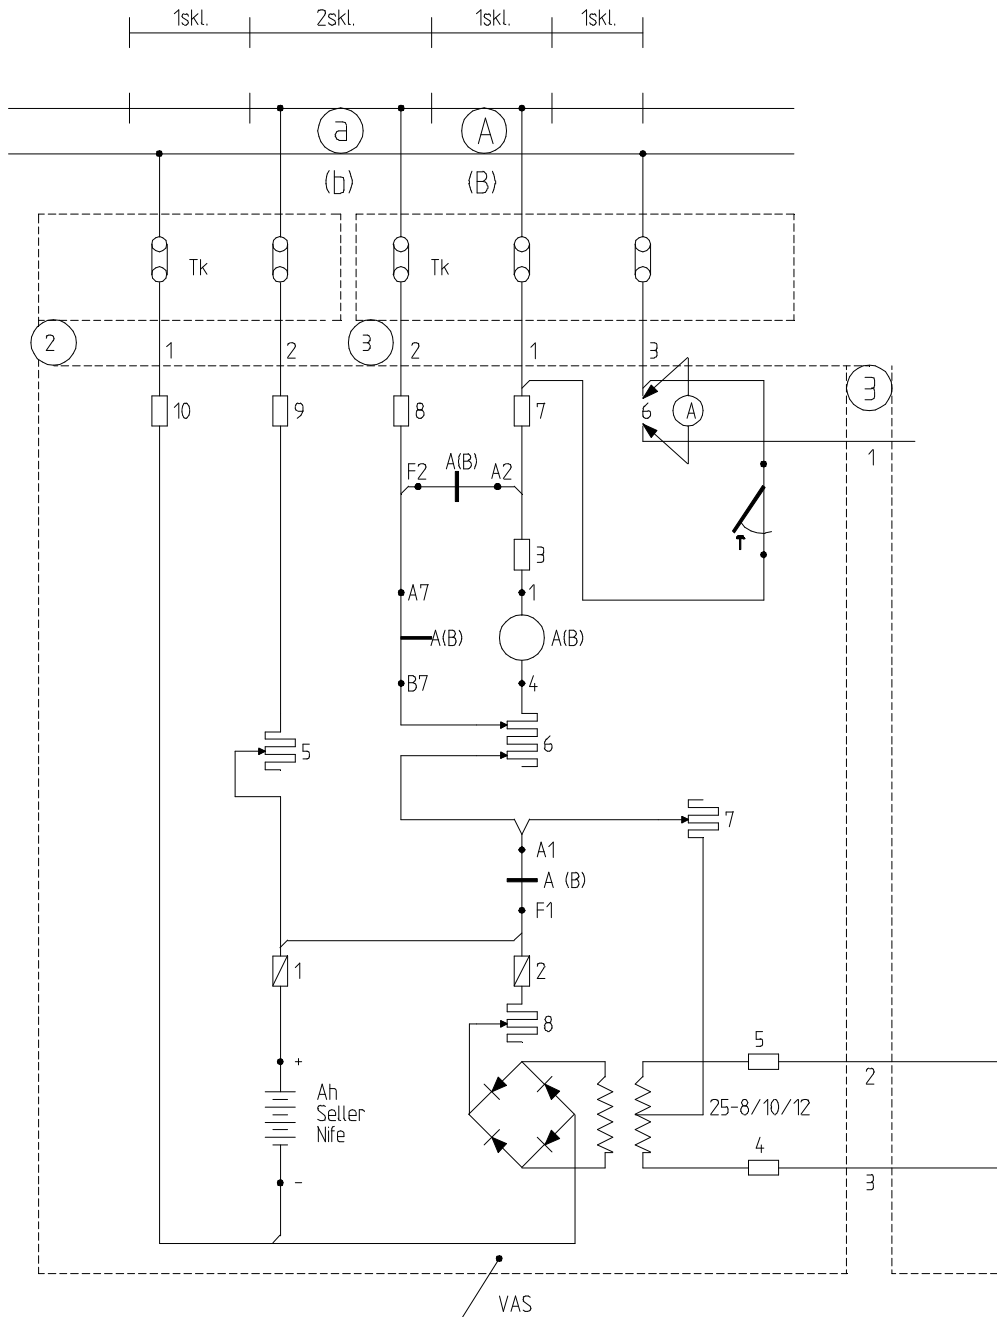 1skl. 2skl. 1skl. 1skl.
a A
(b) (B)
Tk Tk
2 1 2 3 2 1 3 3
10 9 8 7 6 A
1
F2 A(B) A2
3
A7 1
A(B) A(B)
B7 4
5 6
7
A1
A (B)
F1
1 2
8
5
+ 2
Ah
Seller
Nife
25-8/10/12
4
- 3
VAS